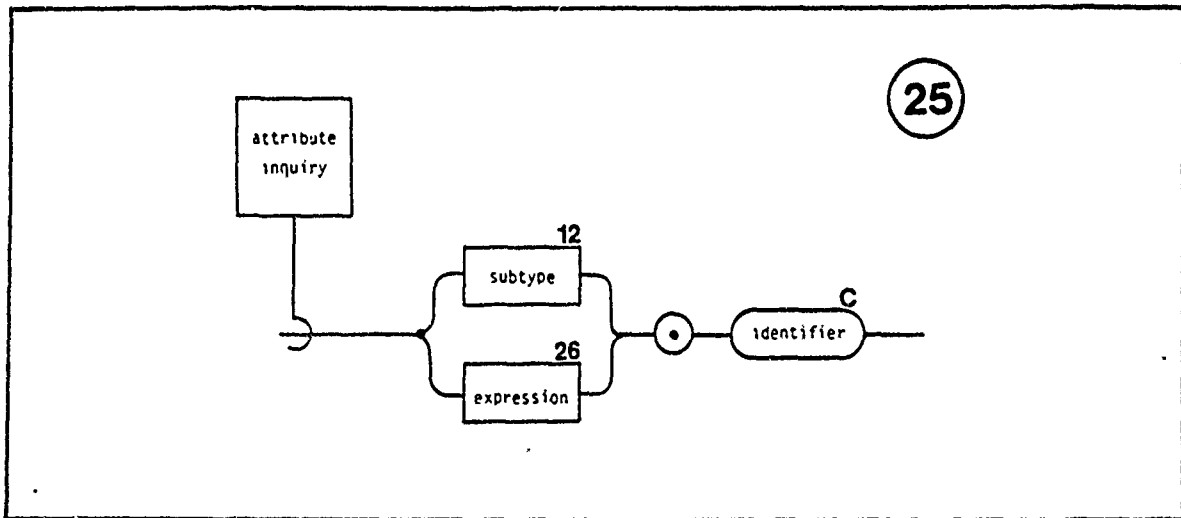 25
attribute
inquiry
12
subtype
C
.
identifier
26
expression